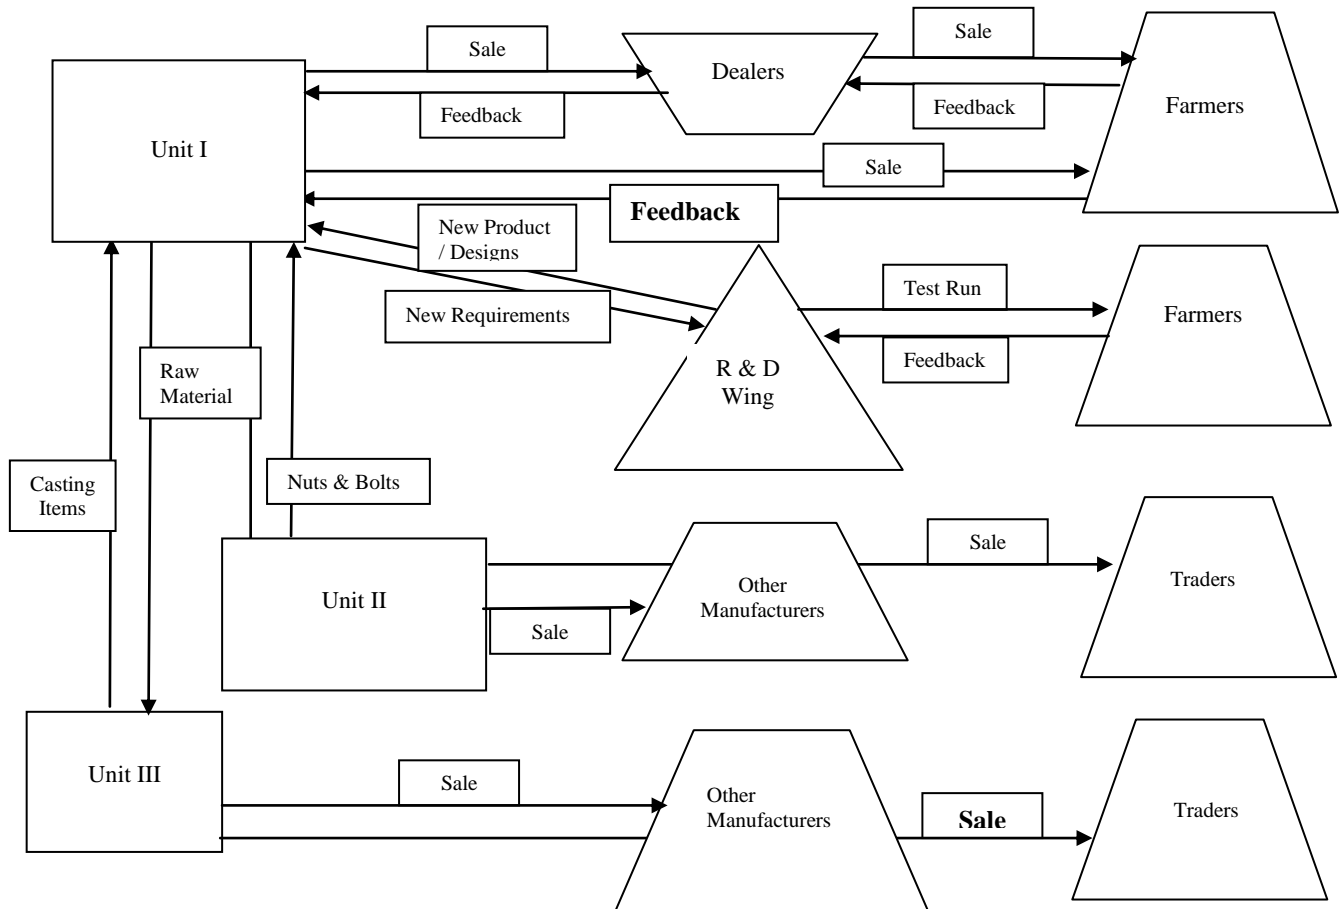 Sale
Sale
Dealers
Farmers
Feedback
Feedback
Unit I
Sale
Feedback
New Product
/ Designs
New Requirements
Test Run
Farmers
Feedback
R & D
Wing
Raw
Material
Casting
Items
Nuts & Bolts
Sale
Other
Manufacturers
Traders
Unit II
Sale
Unit III
Sale
Other
Manufacturers
Sale
Traders